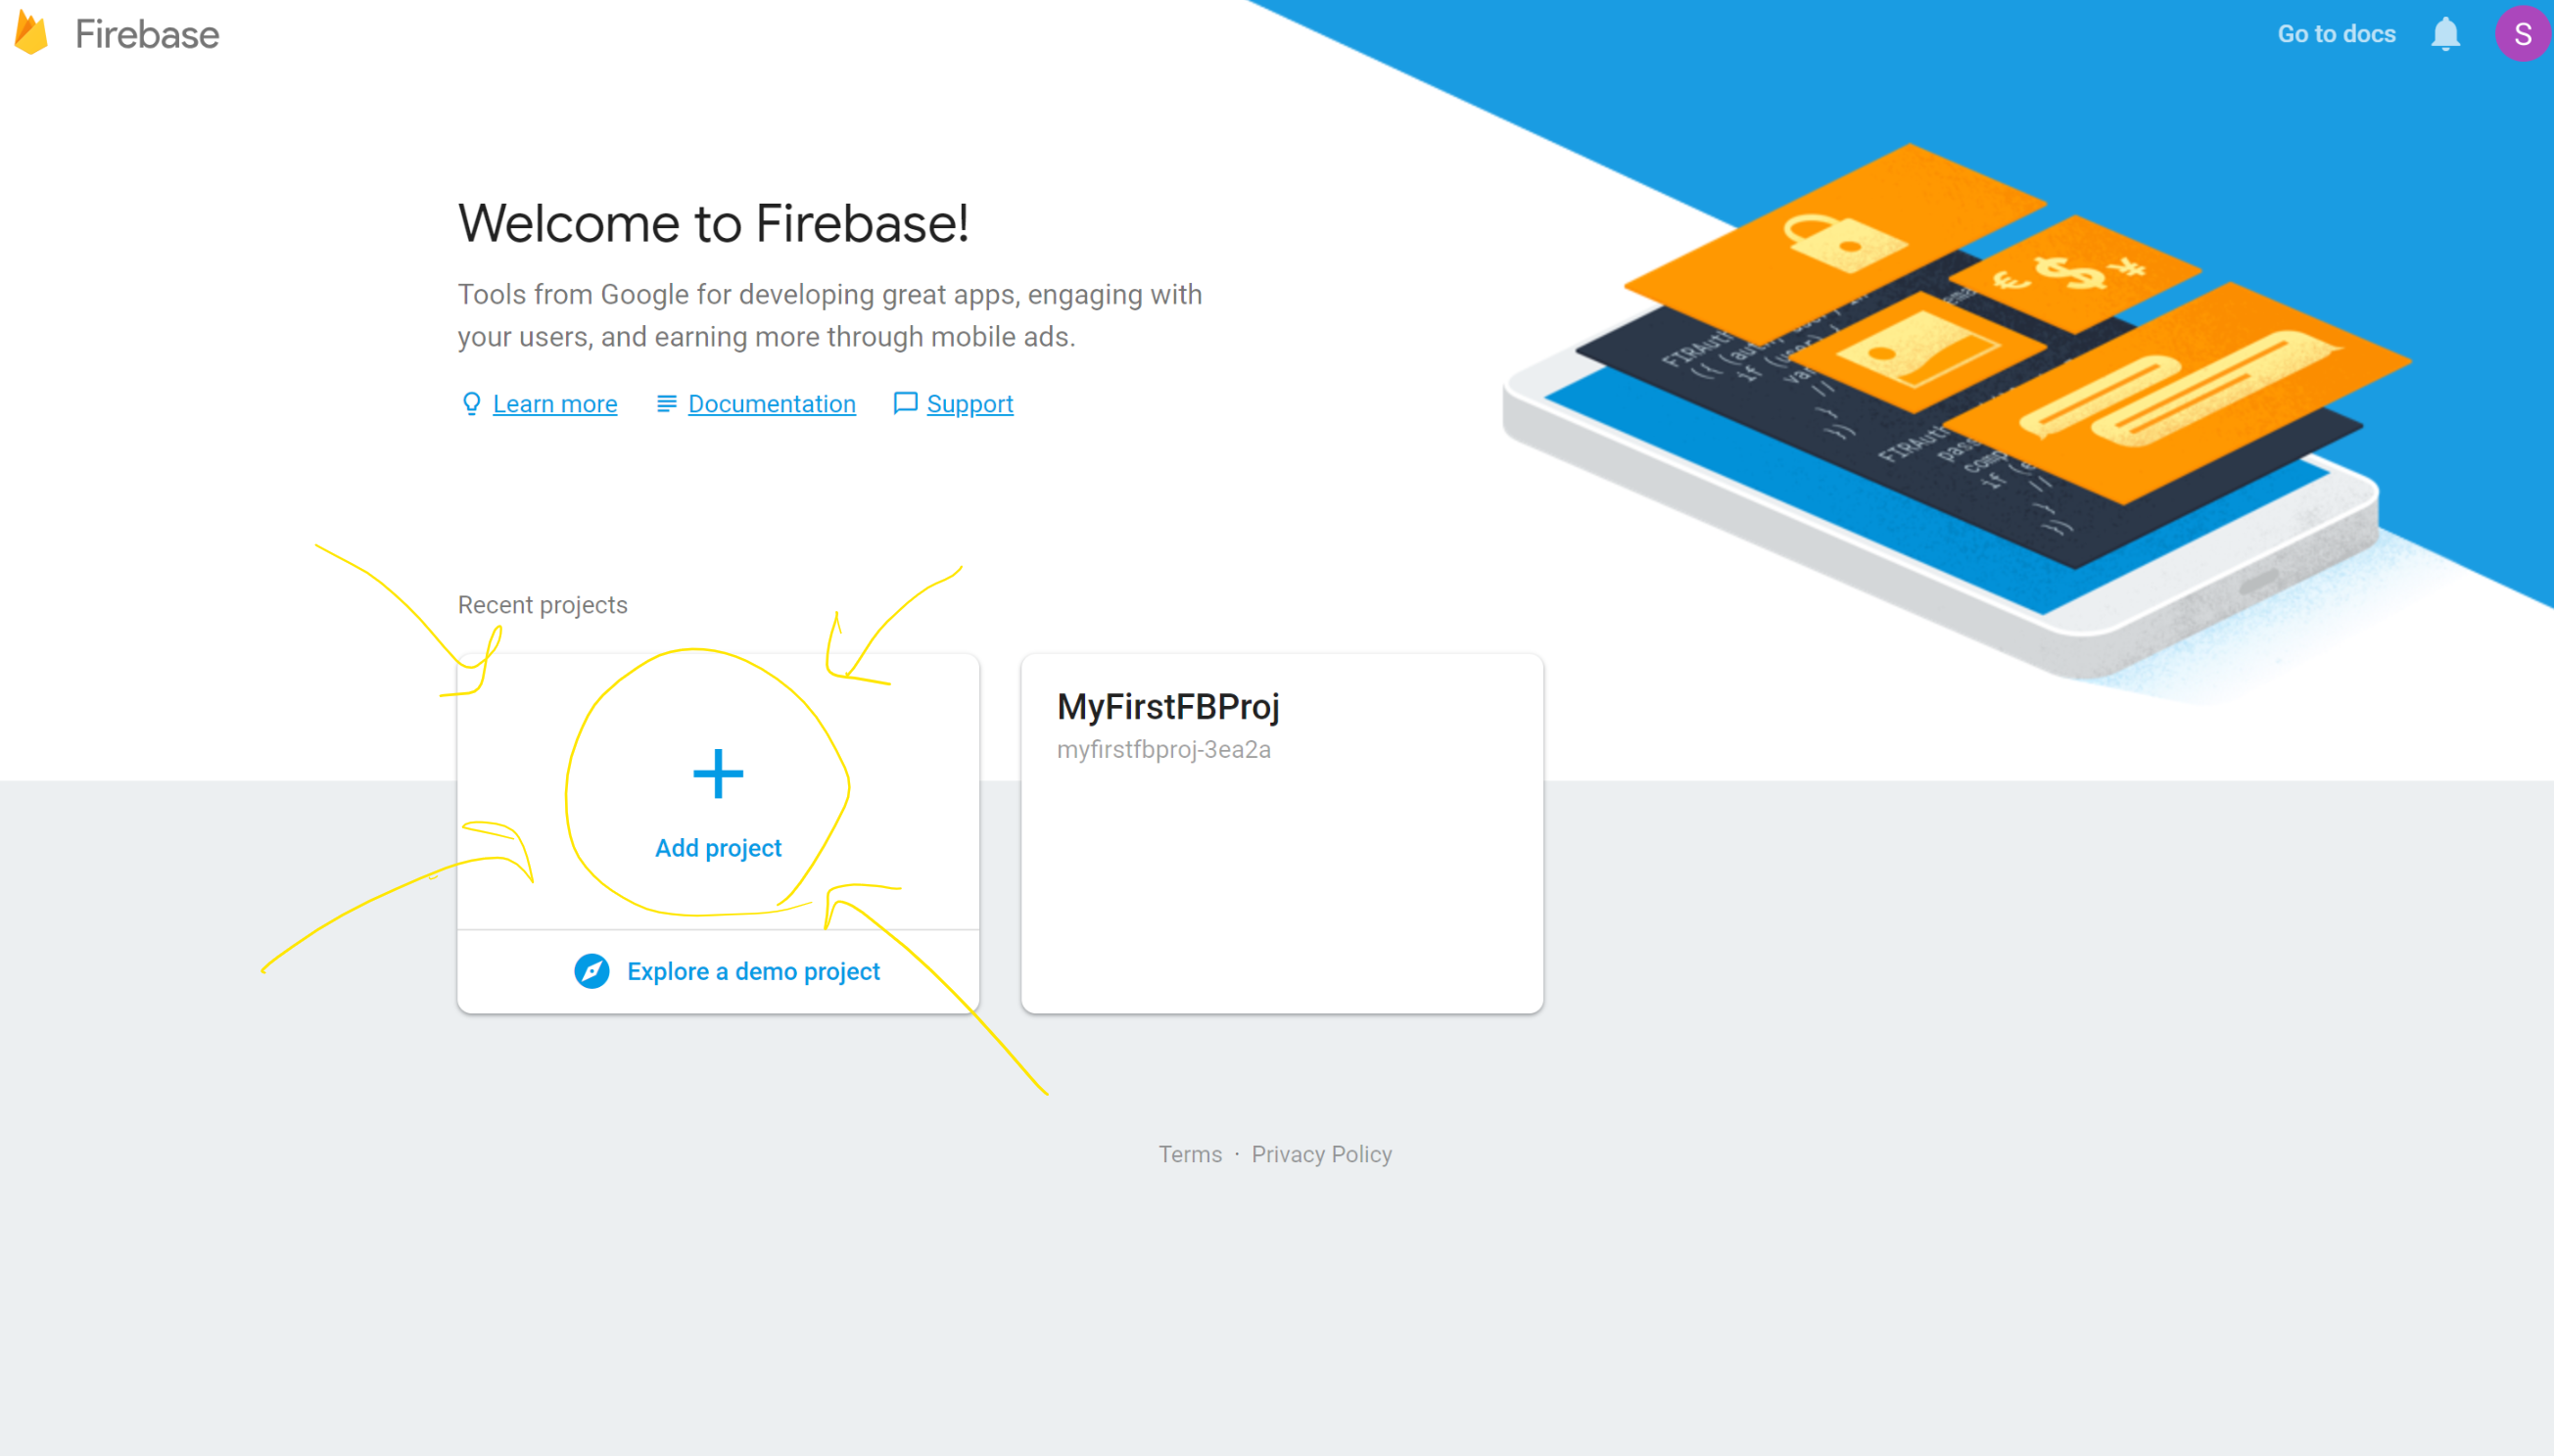 Firebase
Go to docs
S
Welcome to Firebase!
Tools from Google for developing great apps, engaging with
your users, and earning more through mobile ads.
Learn more
Documentation
Support
Recent projects
Add project
Explore a demo project
MyFirstFBProj
myfirstfbproj-3ea2a
Terms · Privacy Policy